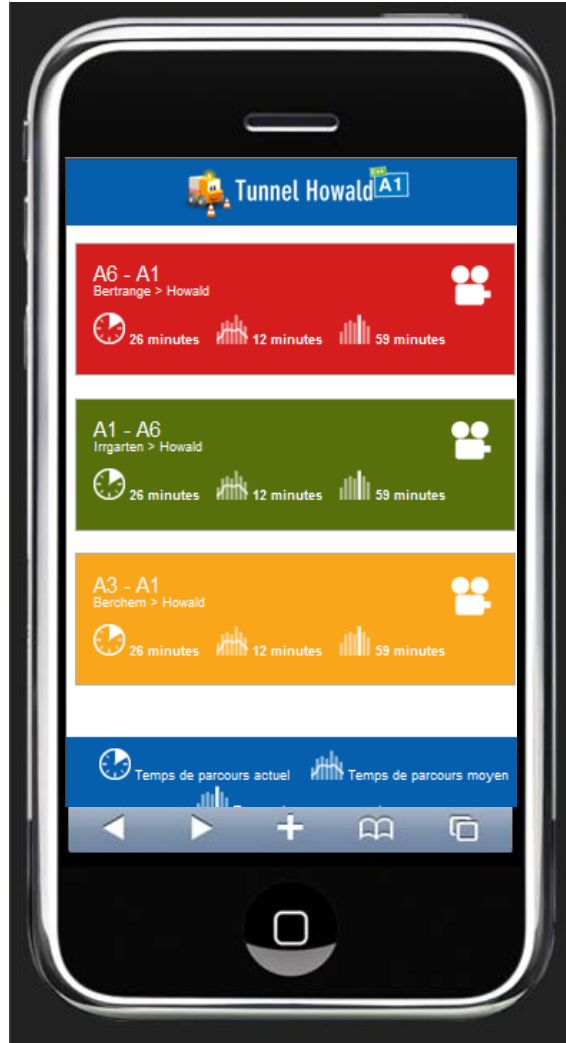 Tunnel Howald A1
A6 - A1
Bertrange > Howald
26 minutes 12 minutes 59 minutes
A1 - A6
Irrgarten > Howald
26 minutes 12 minutes 59 minutes
A3 - A1
Berchem > Howald
26 minutes 12 minutes 59 minutes
Temps de parcours actuel Temps de parcours moyen